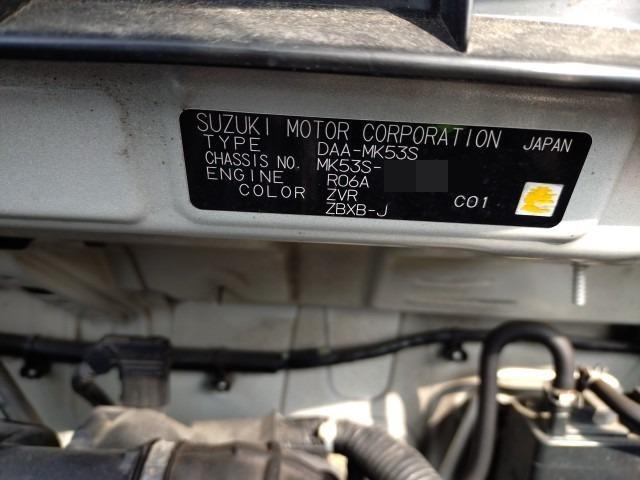 SUZUKI MOTOR CORPORATION JAPAN
TYPE DAA-MK53S
CHASSIS NO. MK53S-
ENGINE R06A
COLOR ZVR C01
ZBXB-J